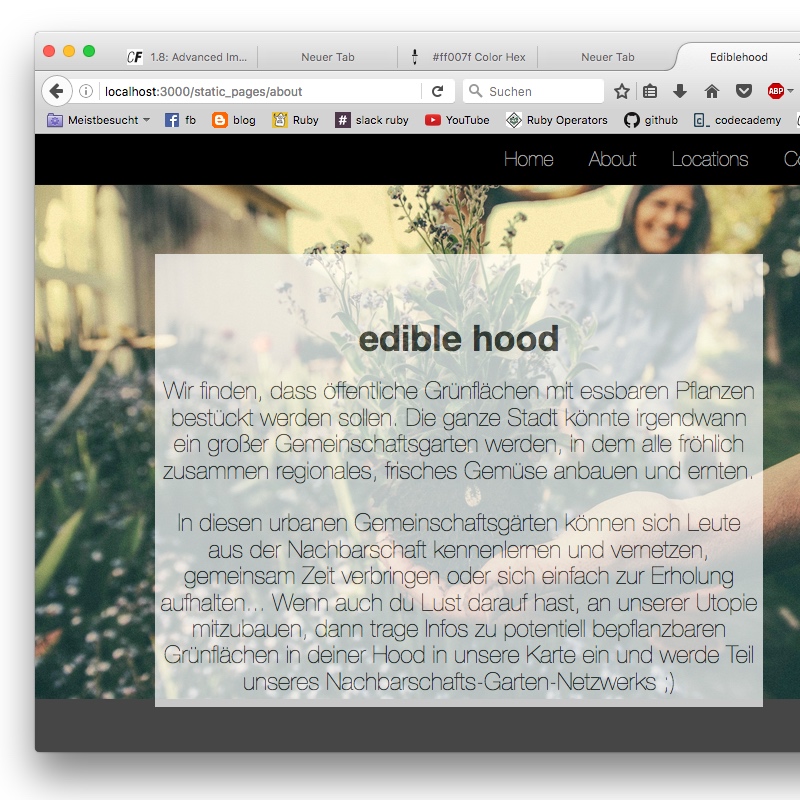 1.8: Advanced Im...
Neuer Tab
#ff007f Color Hex
Neuer Tab
Ediblehood
localhost:3000/static_pages/about
Suchen
ABP
Meistbesucht
fb
blog
Ruby
slack ruby
YouTube
Ruby Operators
github
codecademy
Home
About
Locations
edible hood
Wir finden, dass öffentliche Grünflächen mit essbaren Pflanzen
bestückt werden sollen. Die ganze Stadt könnte irgendwann
ein großer Gemeinschaftsgarten werden, in dem alle fröhlich
zusammen regionales, frisches Gemüse anbauen und ernten.
In diesen urbanen Gemeinschaftsgärten können sich Leute
aus der Nachbarschaft kennenlernen und vernetzen,
gemeinsam Zeit verbringen oder sich einfach zur Erholung
aufhalten... Wenn auch du Lust darauf hast, an unserer Utopie
mitzubauen, dann trage Infos zu potentiell bepflanzbaren
Grünflächen in deiner Hood in unsere Karte ein und werde Teil
unseres Nachbarschafts-Garten-Netzwerks ;)